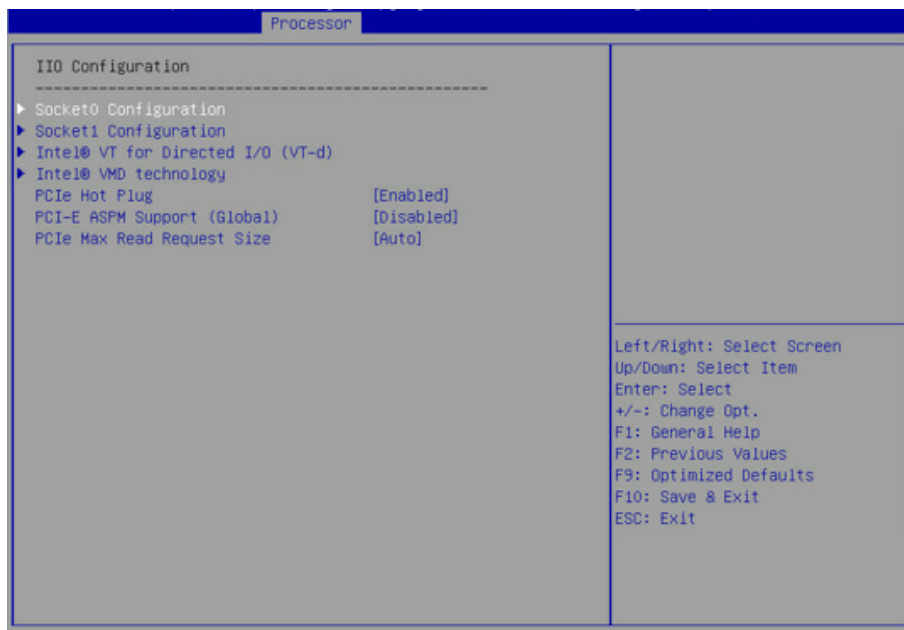 Processor
IIO Configuration
--------------------------------------------------
Socket0 Configuration
Socket1 Configuration
Intel® VT for Directed I/O (VT-d)
Intel® VMD technology
PCIe Hot Plug [Enabled]
PCI-E ASPM Support (Global) [Disabled]
PCIe Max Read Request Size [Auto]
Left/Right: Select Screen
Up/Down: Select Item
Enter: Select
+/-: Change Opt.
F1: General Help
F2: Previous Values
F9: Optimized Defaults
F10: Save & Exit
ESC: Exit